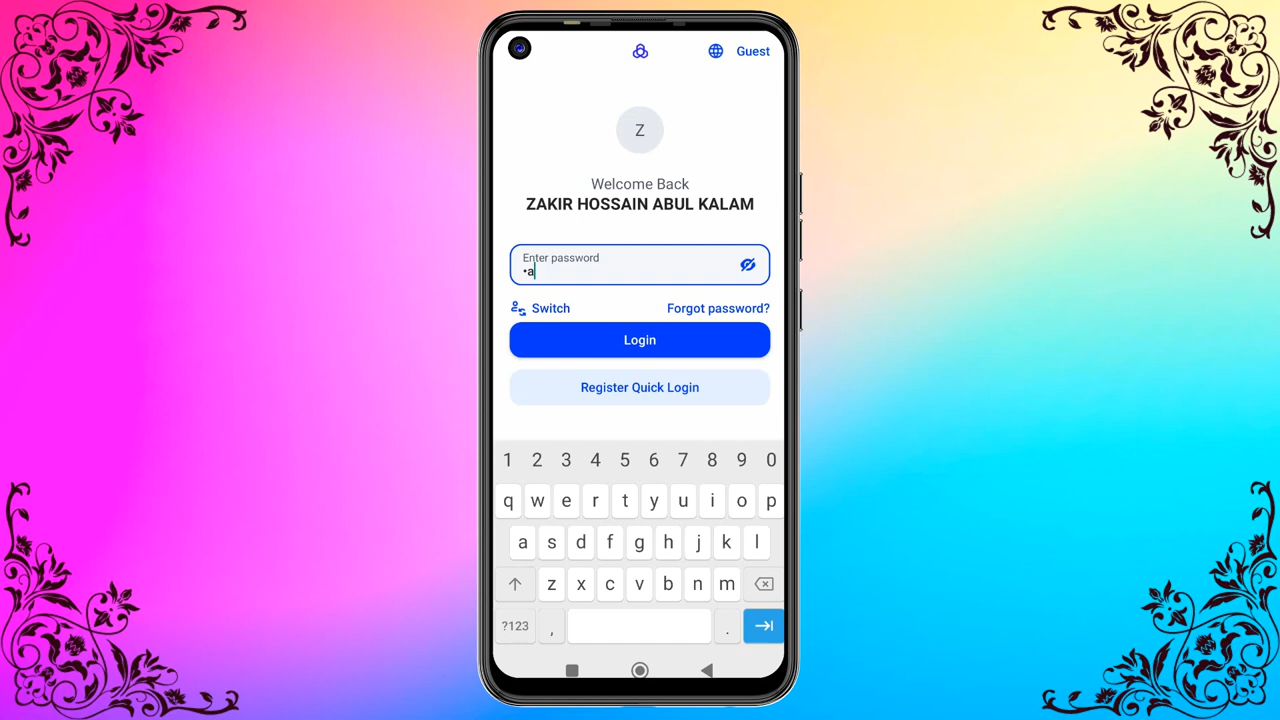 Guest
Z
Welcome Back
ZAKIR HOSSAIN ABUL KALAM
Enter password
•a
Switch Forgot password?
Login
Register Quick Login
1 2 3 4 5 6 7 8 9 0
q w e r t y u i o p
a s d f g h j k l
z x c v b n m
?123 , .